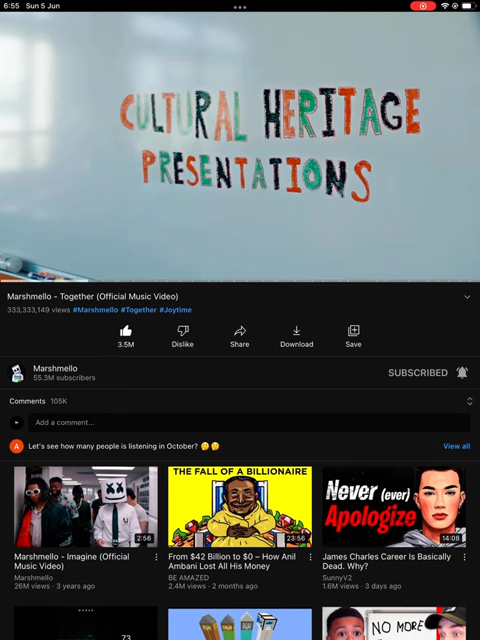 6:55 Sun 5 Jun
CULTURAL HERITAGE
PRESENTATIONS
Marshmello - Together (Official Music Video)
333,333,149 views #Marshmello #Together #Joytime
3.5M
Dislike
Share
Download
Save
Marshmello
55.3M subscribers
SUBSCRIBED
Comments 105K
Add a comment...
A
Let's see how many people is listening in October? 🤔🤔
View all
2:56
Marshmello - Imagine (Official
Music Video)
Marshmello
26M views · 3 years ago
THE FALL OF A BILLIONAIRE
23:56
From $42 Billion to $0 – How Anil
Ambani Lost All His Money
BE AMAZED
2.4M views · 2 months ago
Never (ever)
Apologize
14:08
James Charles Career Is Basically
Dead. Why?
SunnyV2
1.6M views · 3 days ago
73
NO MORE